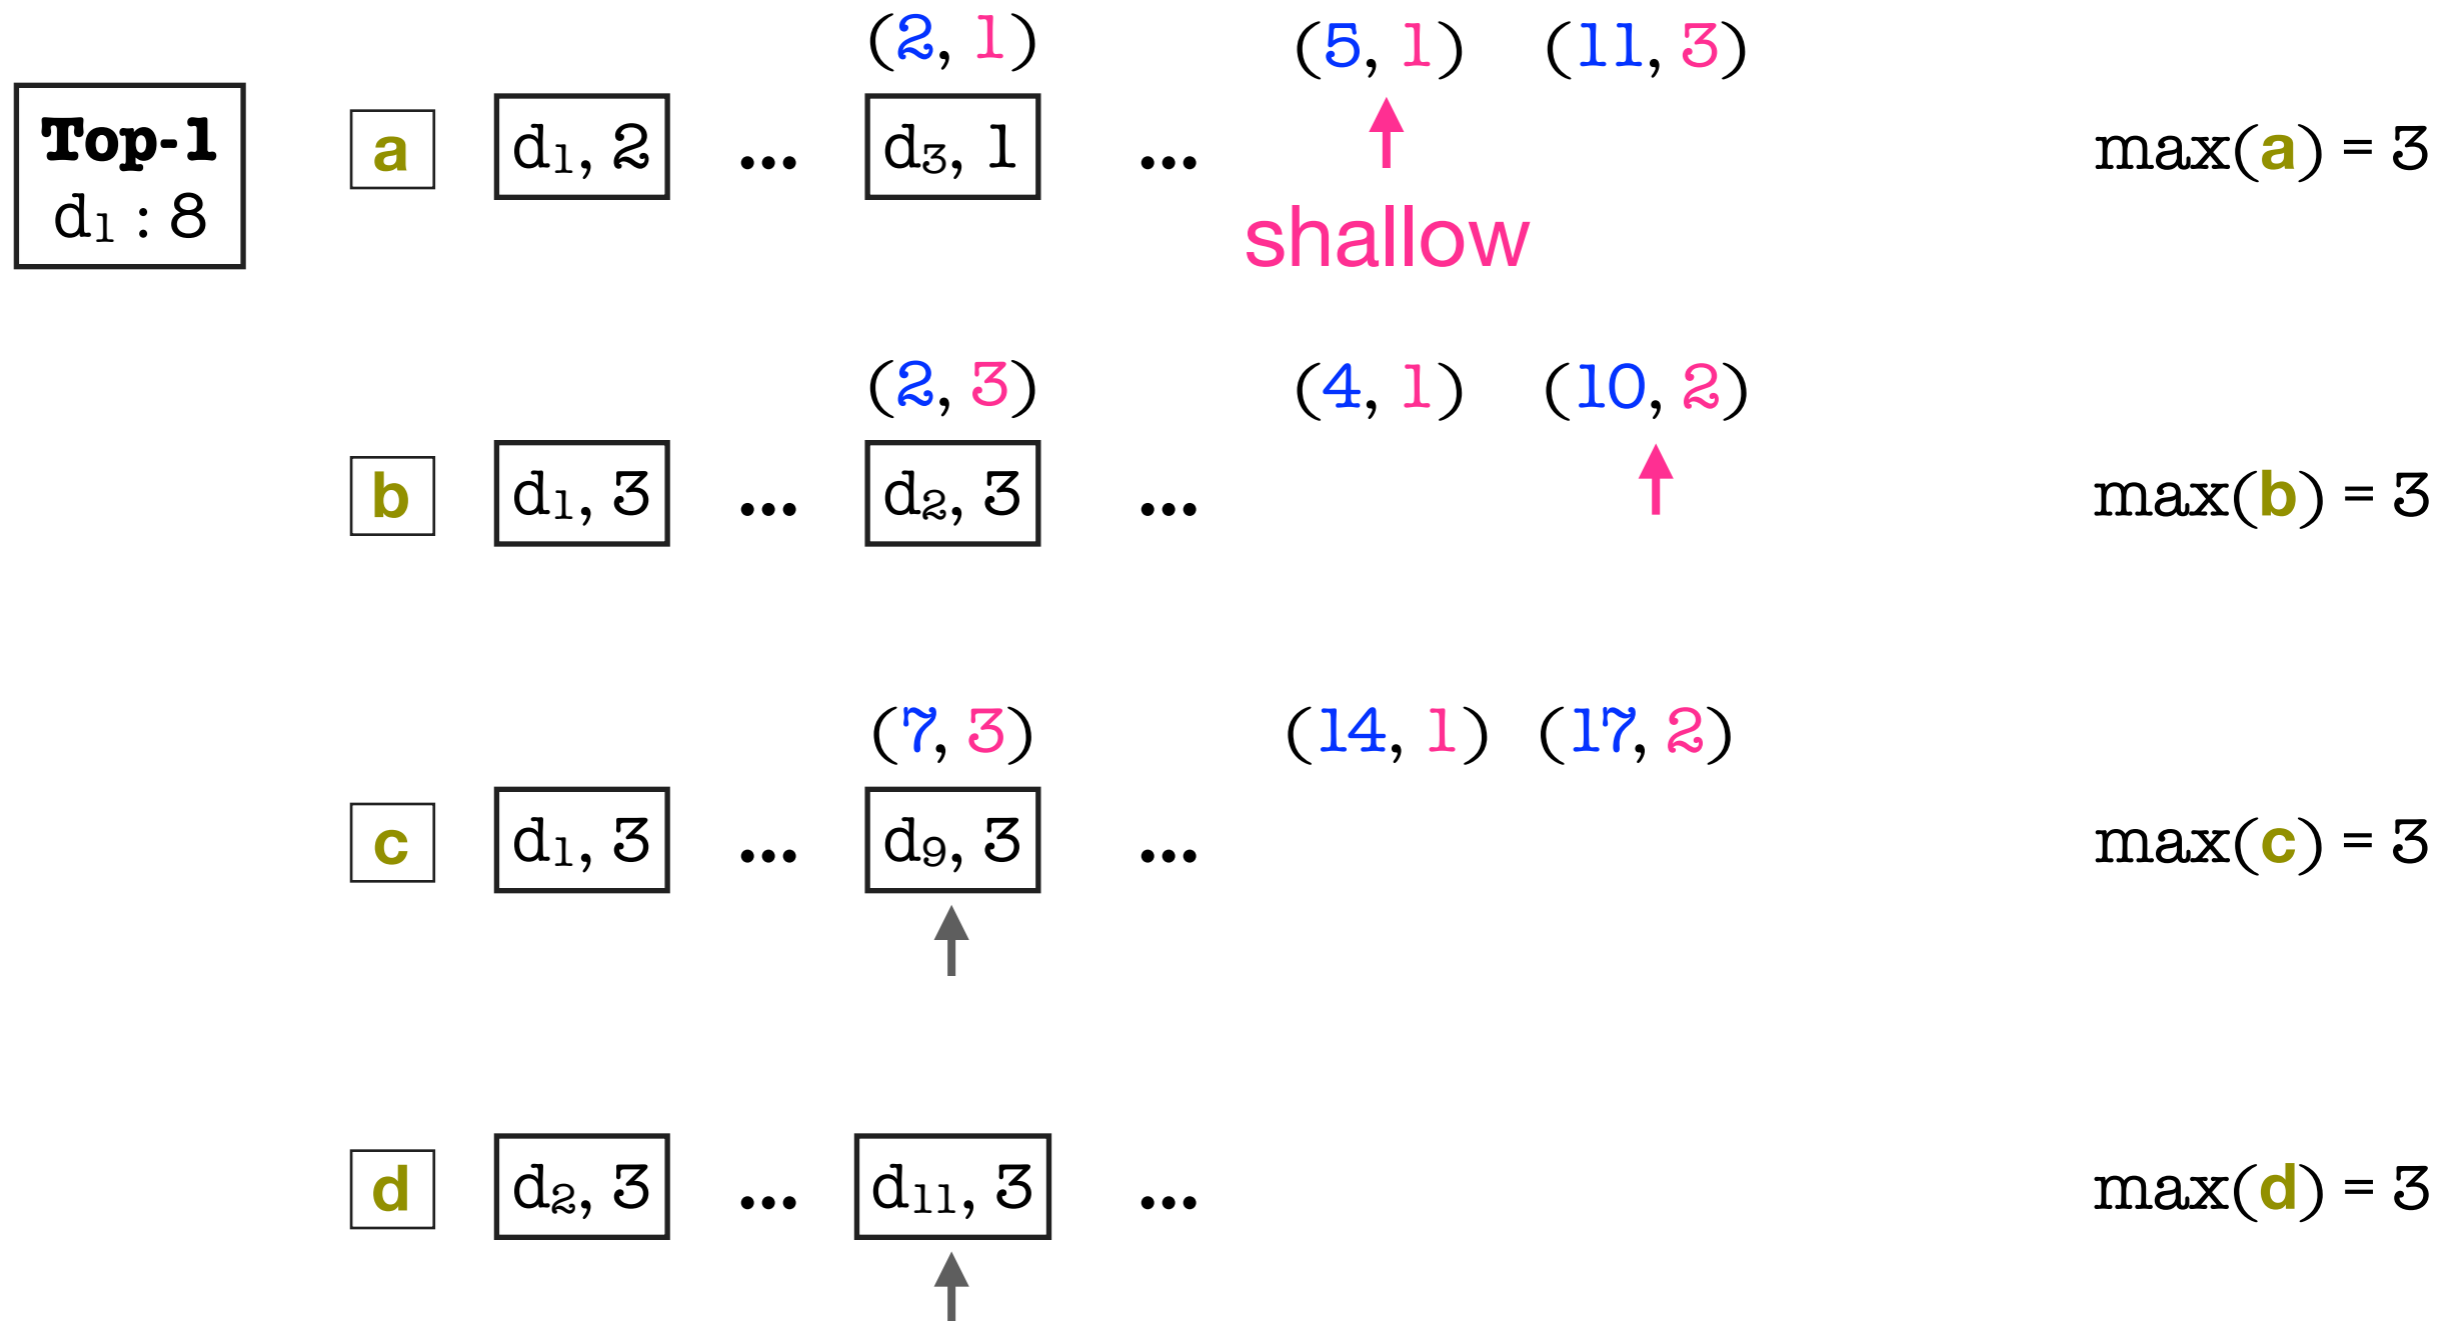 (2, 1) (5, 1) (11, 3)
Top-1
d₁ : 8
a d₁, 2 ... d₃, 1 ... max(a) = 3
shallow
(2, 3) (4, 1) (10, 2)
b d₁, 3 ... d₂, 3 ... max(b) = 3
(7, 3) (14, 1) (17, 2)
c d₁, 3 ... d₉, 3 ... max(c) = 3
d d₂, 3 ... d₁₁, 3 ... max(d) = 3